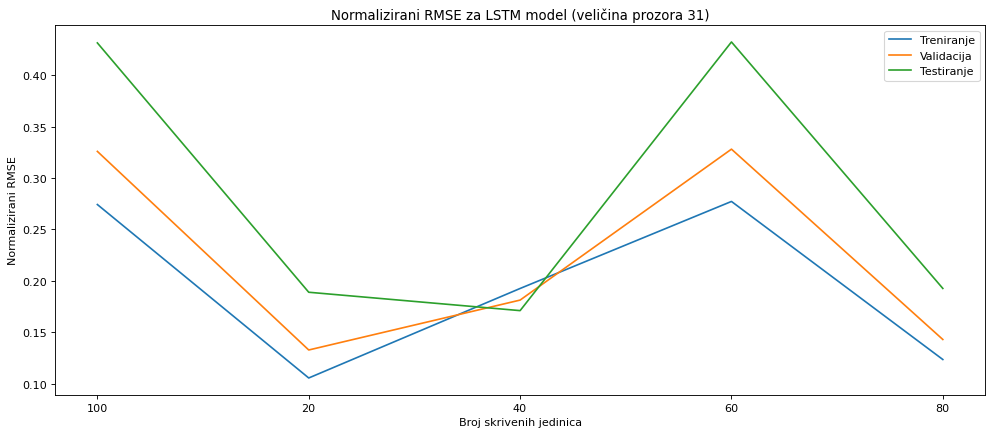 Normalizirani RMSE za LSTM model (veličina prozora 31)
Treniranje
Validacija
Testiranje
Normalizirani RMSE
0.40
0.35
0.30
0.25
0.20
0.15
0.10
100 20 40 60 80
Broj skrivenih jedinica